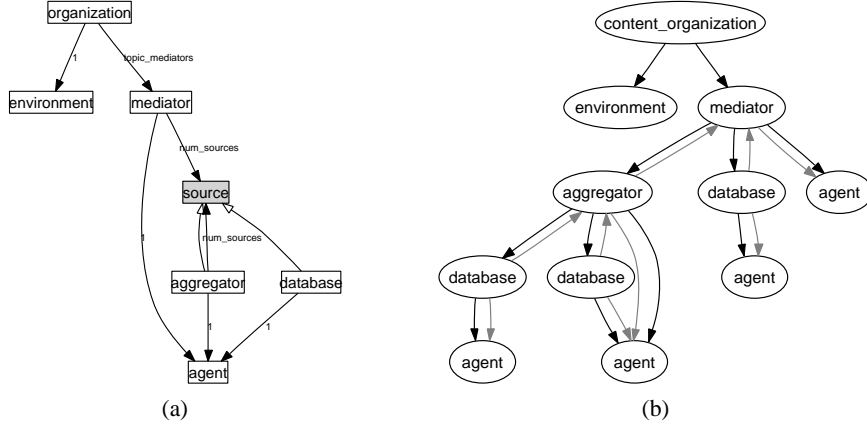 organization
1
topic_mediators
environment
mediator
num_sources
source
1
num_sources
aggregator
database
1
1
agent
(a)
content_organization
environment
mediator
aggregator
database
agent
database
database
agent
agent
agent
(b)